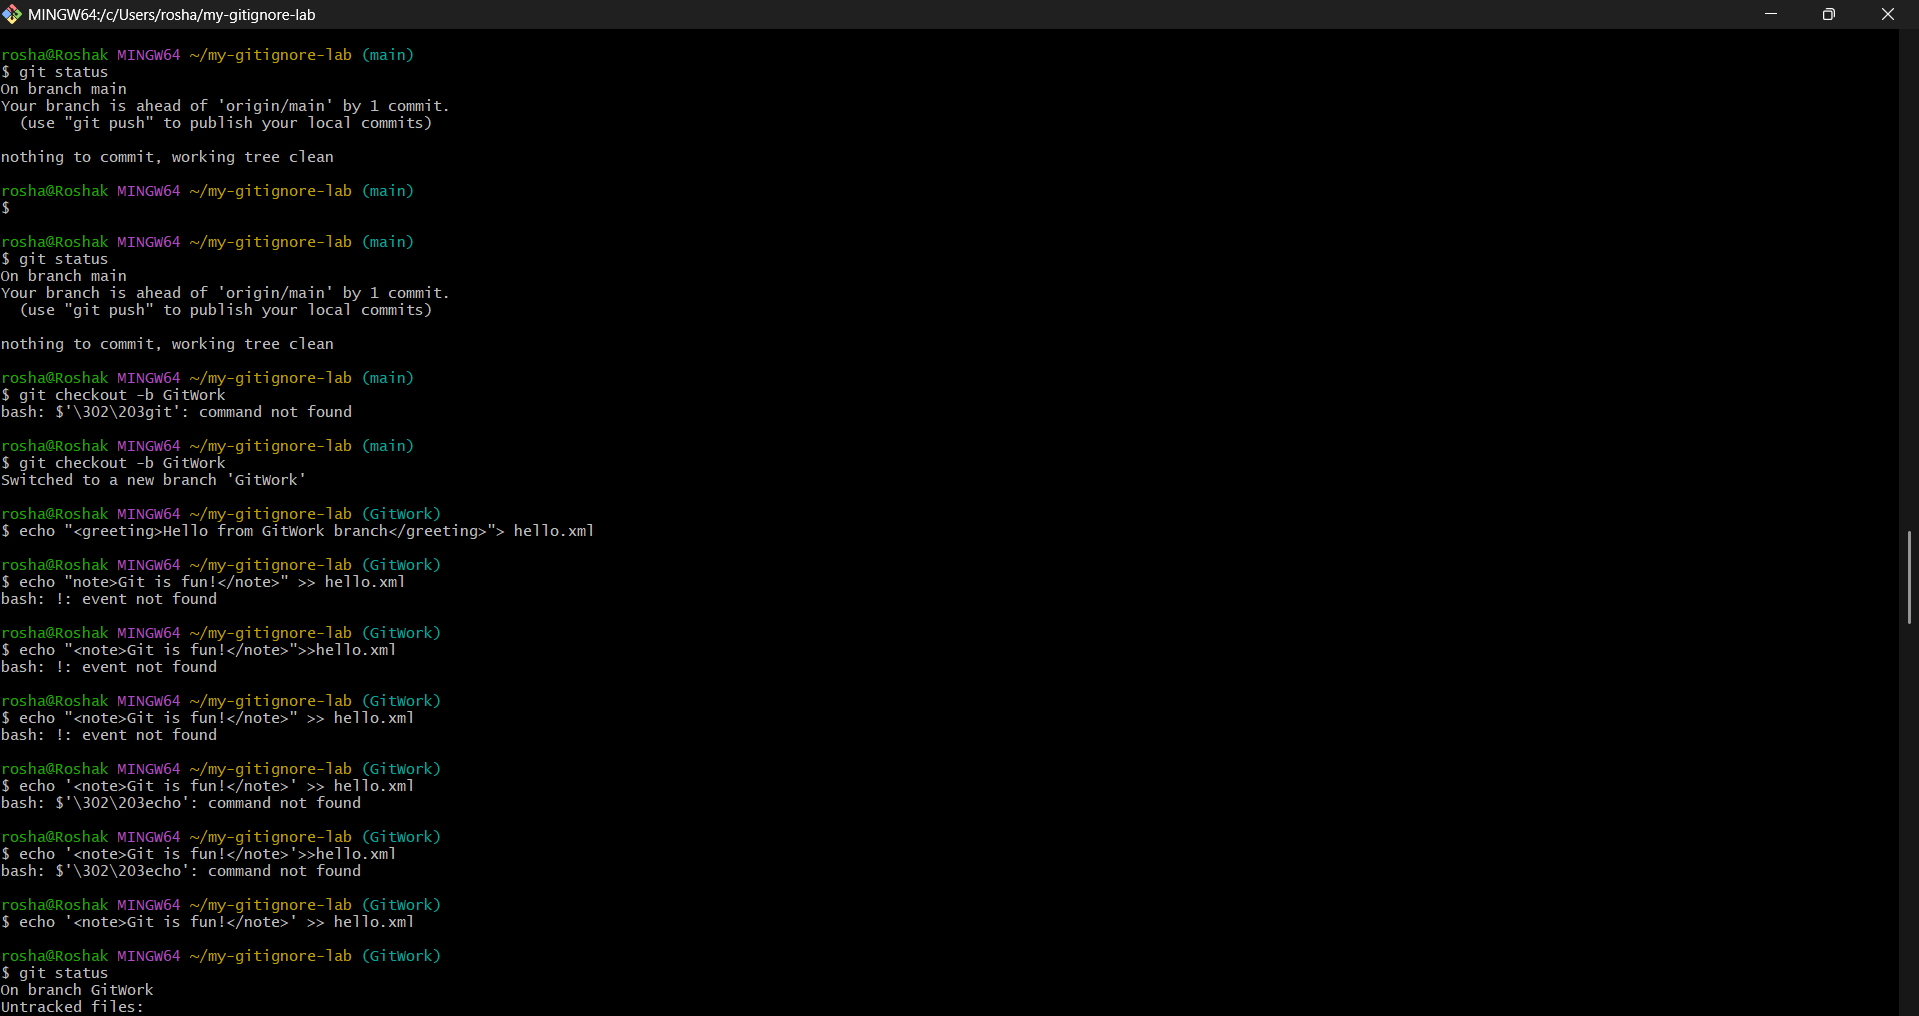 MINGW64:/c/Users/rosha/my-gitignore-lab
rosha@Roshak MINGW64 ~/my-gitignore-lab (main)
$ git status
On branch main
Your branch is ahead of 'origin/main' by 1 commit.
  (use "git push" to publish your local commits)
nothing to commit, working tree clean
rosha@Roshak MINGW64 ~/my-gitignore-lab (main)
$
rosha@Roshak MINGW64 ~/my-gitignore-lab (main)
$ git status
On branch main
Your branch is ahead of 'origin/main' by 1 commit.
  (use "git push" to publish your local commits)
nothing to commit, working tree clean
rosha@Roshak MINGW64 ~/my-gitignore-lab (main)
$ git checkout -b GitWork
bash: $'\302\203git': command not found
rosha@Roshak MINGW64 ~/my-gitignore-lab (main)
$ git checkout -b GitWork
Switched to a new branch 'GitWork'
rosha@Roshak MINGW64 ~/my-gitignore-lab (GitWork)
$ echo "<greeting>Hello from GitWork branch</greeting>"> hello.xml
rosha@Roshak MINGW64 ~/my-gitignore-lab (GitWork)
$ echo "note>Git is fun!</note>" >> hello.xml
bash: !: event not found
rosha@Roshak MINGW64 ~/my-gitignore-lab (GitWork)
$ echo "<note>Git is fun!</note>">>hello.xml
bash: !: event not found
rosha@Roshak MINGW64 ~/my-gitignore-lab (GitWork)
$ echo "<note>Git is fun!</note>" >> hello.xml
bash: !: event not found
rosha@Roshak MINGW64 ~/my-gitignore-lab (GitWork)
$ echo '<note>Git is fun!</note>' >> hello.xml
bash: $'\302\203echo': command not found
rosha@Roshak MINGW64 ~/my-gitignore-lab (GitWork)
$ echo '<note>Git is fun!</note>'>>hello.xml
bash: $'\302\203echo': command not found
rosha@Roshak MINGW64 ~/my-gitignore-lab (GitWork)
$ echo '<note>Git is fun!</note>' >> hello.xml
rosha@Roshak MINGW64 ~/my-gitignore-lab (GitWork)
$ git status
On branch GitWork
Untracked files: